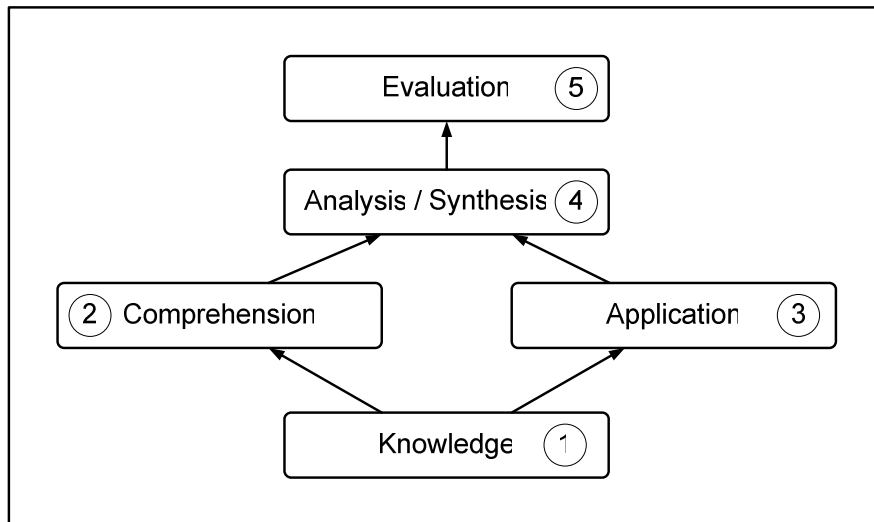 Evaluation 5
Analysis / Synthesis 4
2 Comprehension
Application 3
Knowledge 1